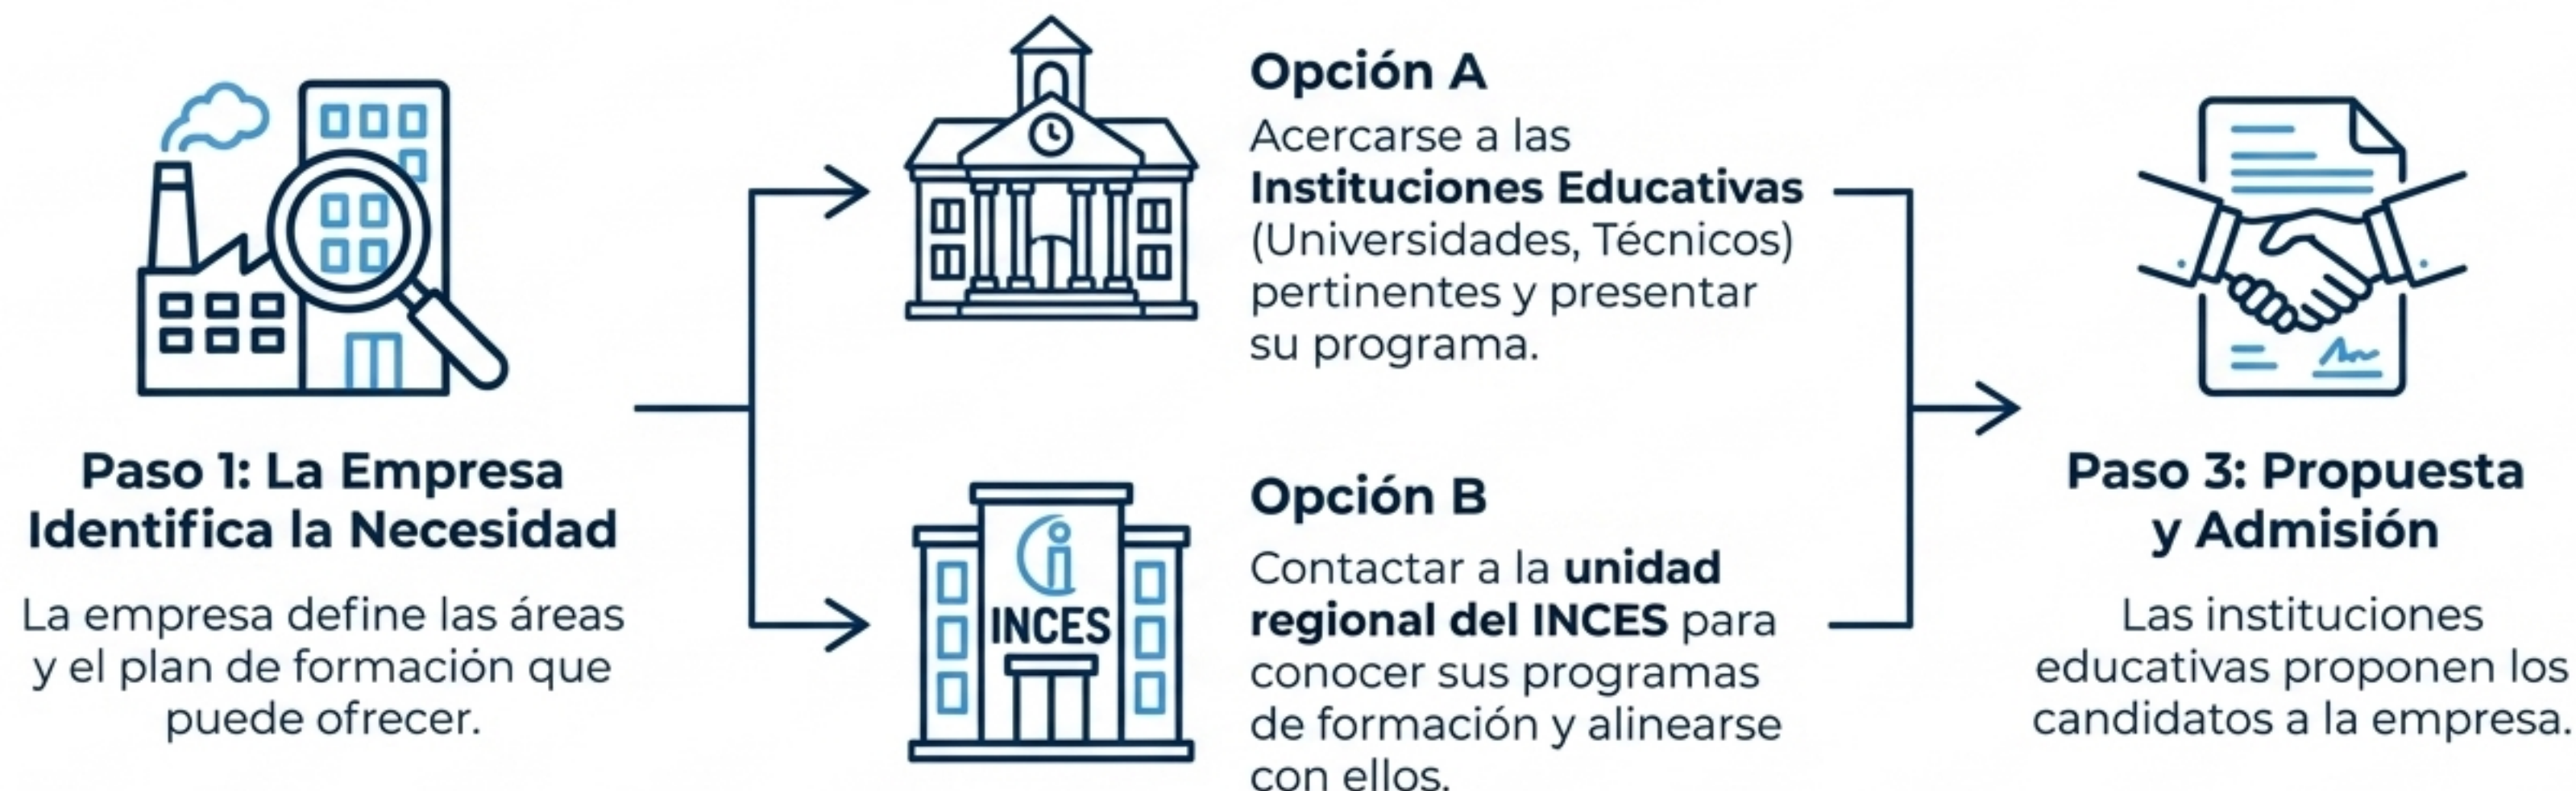 Paso 1: La Empresa
Identifica la Necesidad
La empresa define las áreas
y el plan de formación que
puede ofrecer.
Opción A
Acercarse a las
Instituciones Educativas
(Universidades, Técnicos)
pertinentes y presentar
su programa.
INCES
Opción B
Contactar a la unidad
regional del INCES para
conocer sus programas
de formación y alinearse
con ellos.
Paso 3: Propuesta
y Admisión
Las instituciones
educativas proponen los
candidatos a la empresa.